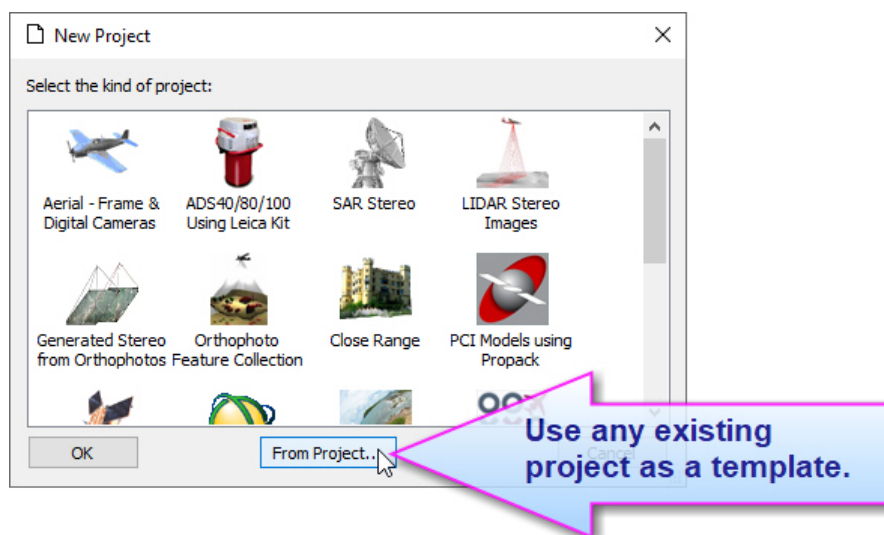 New Project
Select the kind of project:
Aerial - Frame &
Digital Cameras
ADS40/80/100
Using Leica Kit
SAR Stereo
LIDAR Stereo
Images
Generated Stereo
from Orthophotos
Orthophoto
Feature Collection
Close Range
PCI Models using
Propack
OK
From Project...
Cancel
Use any existing
project as a template.